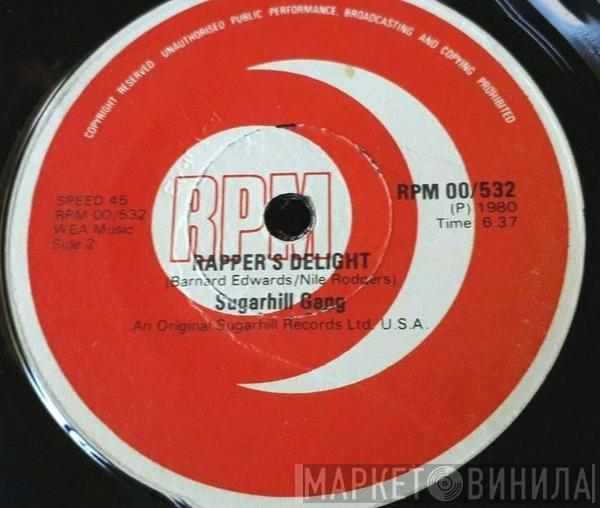 COPYRIGHT RESERVED. UNAUTHORISED PUBLIC PERFORMANCE, BROADCASTING AND COPYING PROHIBITED
RPM
SPEED 45
RPM 00/532
WEA Music
Side 2
RPM 00/532
(P) 1980
Time: 6.37
RAPPER'S DELIGHT
(Barnard Edwards/Nile Rodgers)
Sugarhill Gang
An Original Sugarhill Records Ltd. U.S.A.
МАРКЕТ ВИНИЛА